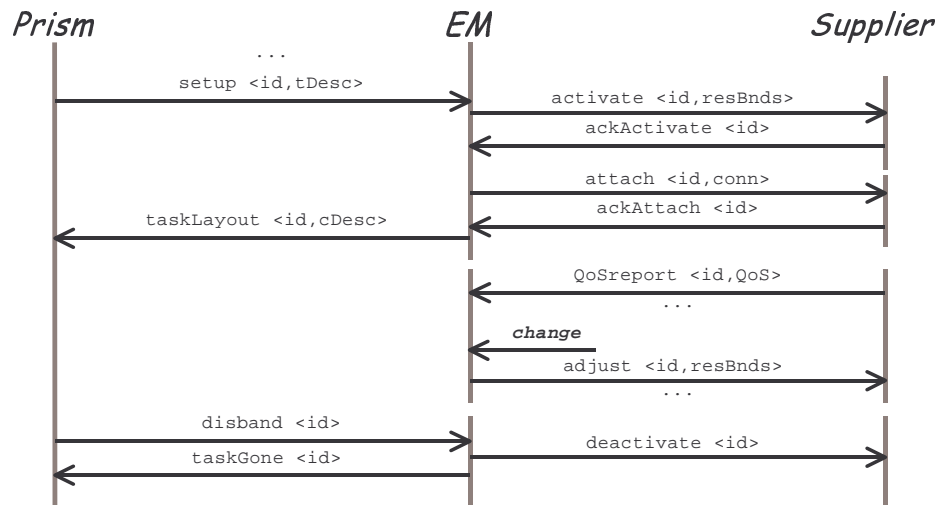 Prism EM Supplier
...
setup <id,tDesc>
activate <id,resBnds>
ackActivate <id>
attach <id,conn>
ackAttach <id>
taskLayout <id,cDesc>
QoSreport <id,QoS>
...
change
adjust <id,resBnds>
...
disband <id>
deactivate <id>
taskGone <id>